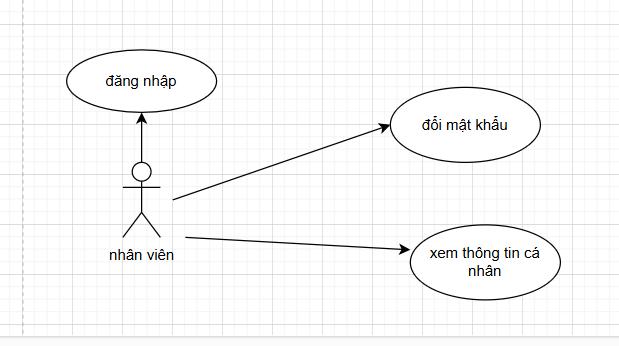 đăng nhập
đổi mật khẩu
nhân viên
xem thông tin cá
nhân